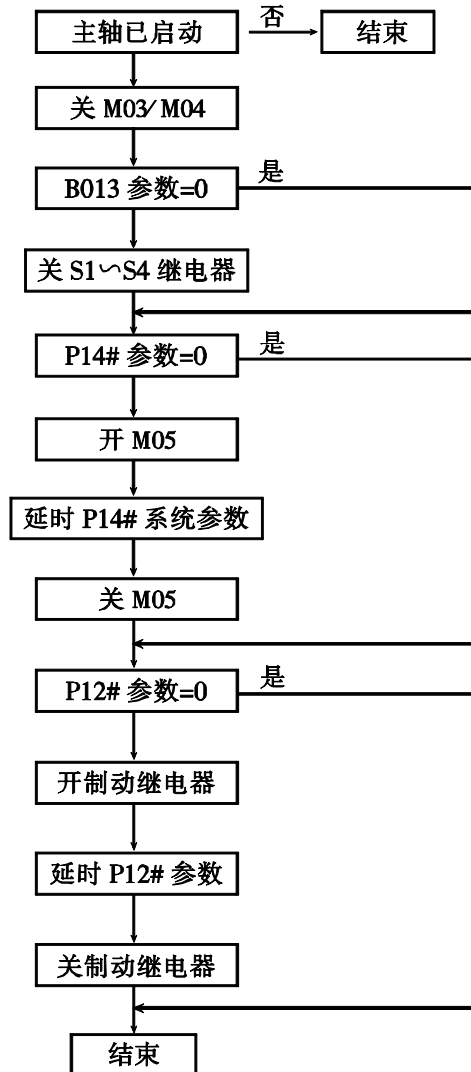 主轴已启动 否 结束
关 M03/M04
B013 参数=0 是
关 S1~S4 继电器
P14# 参数=0 是
开 M05
延时 P14# 系统参数
关 M05
P12# 参数=0 是
开制动继电器
延时 P12# 参数
关制动继电器
结束